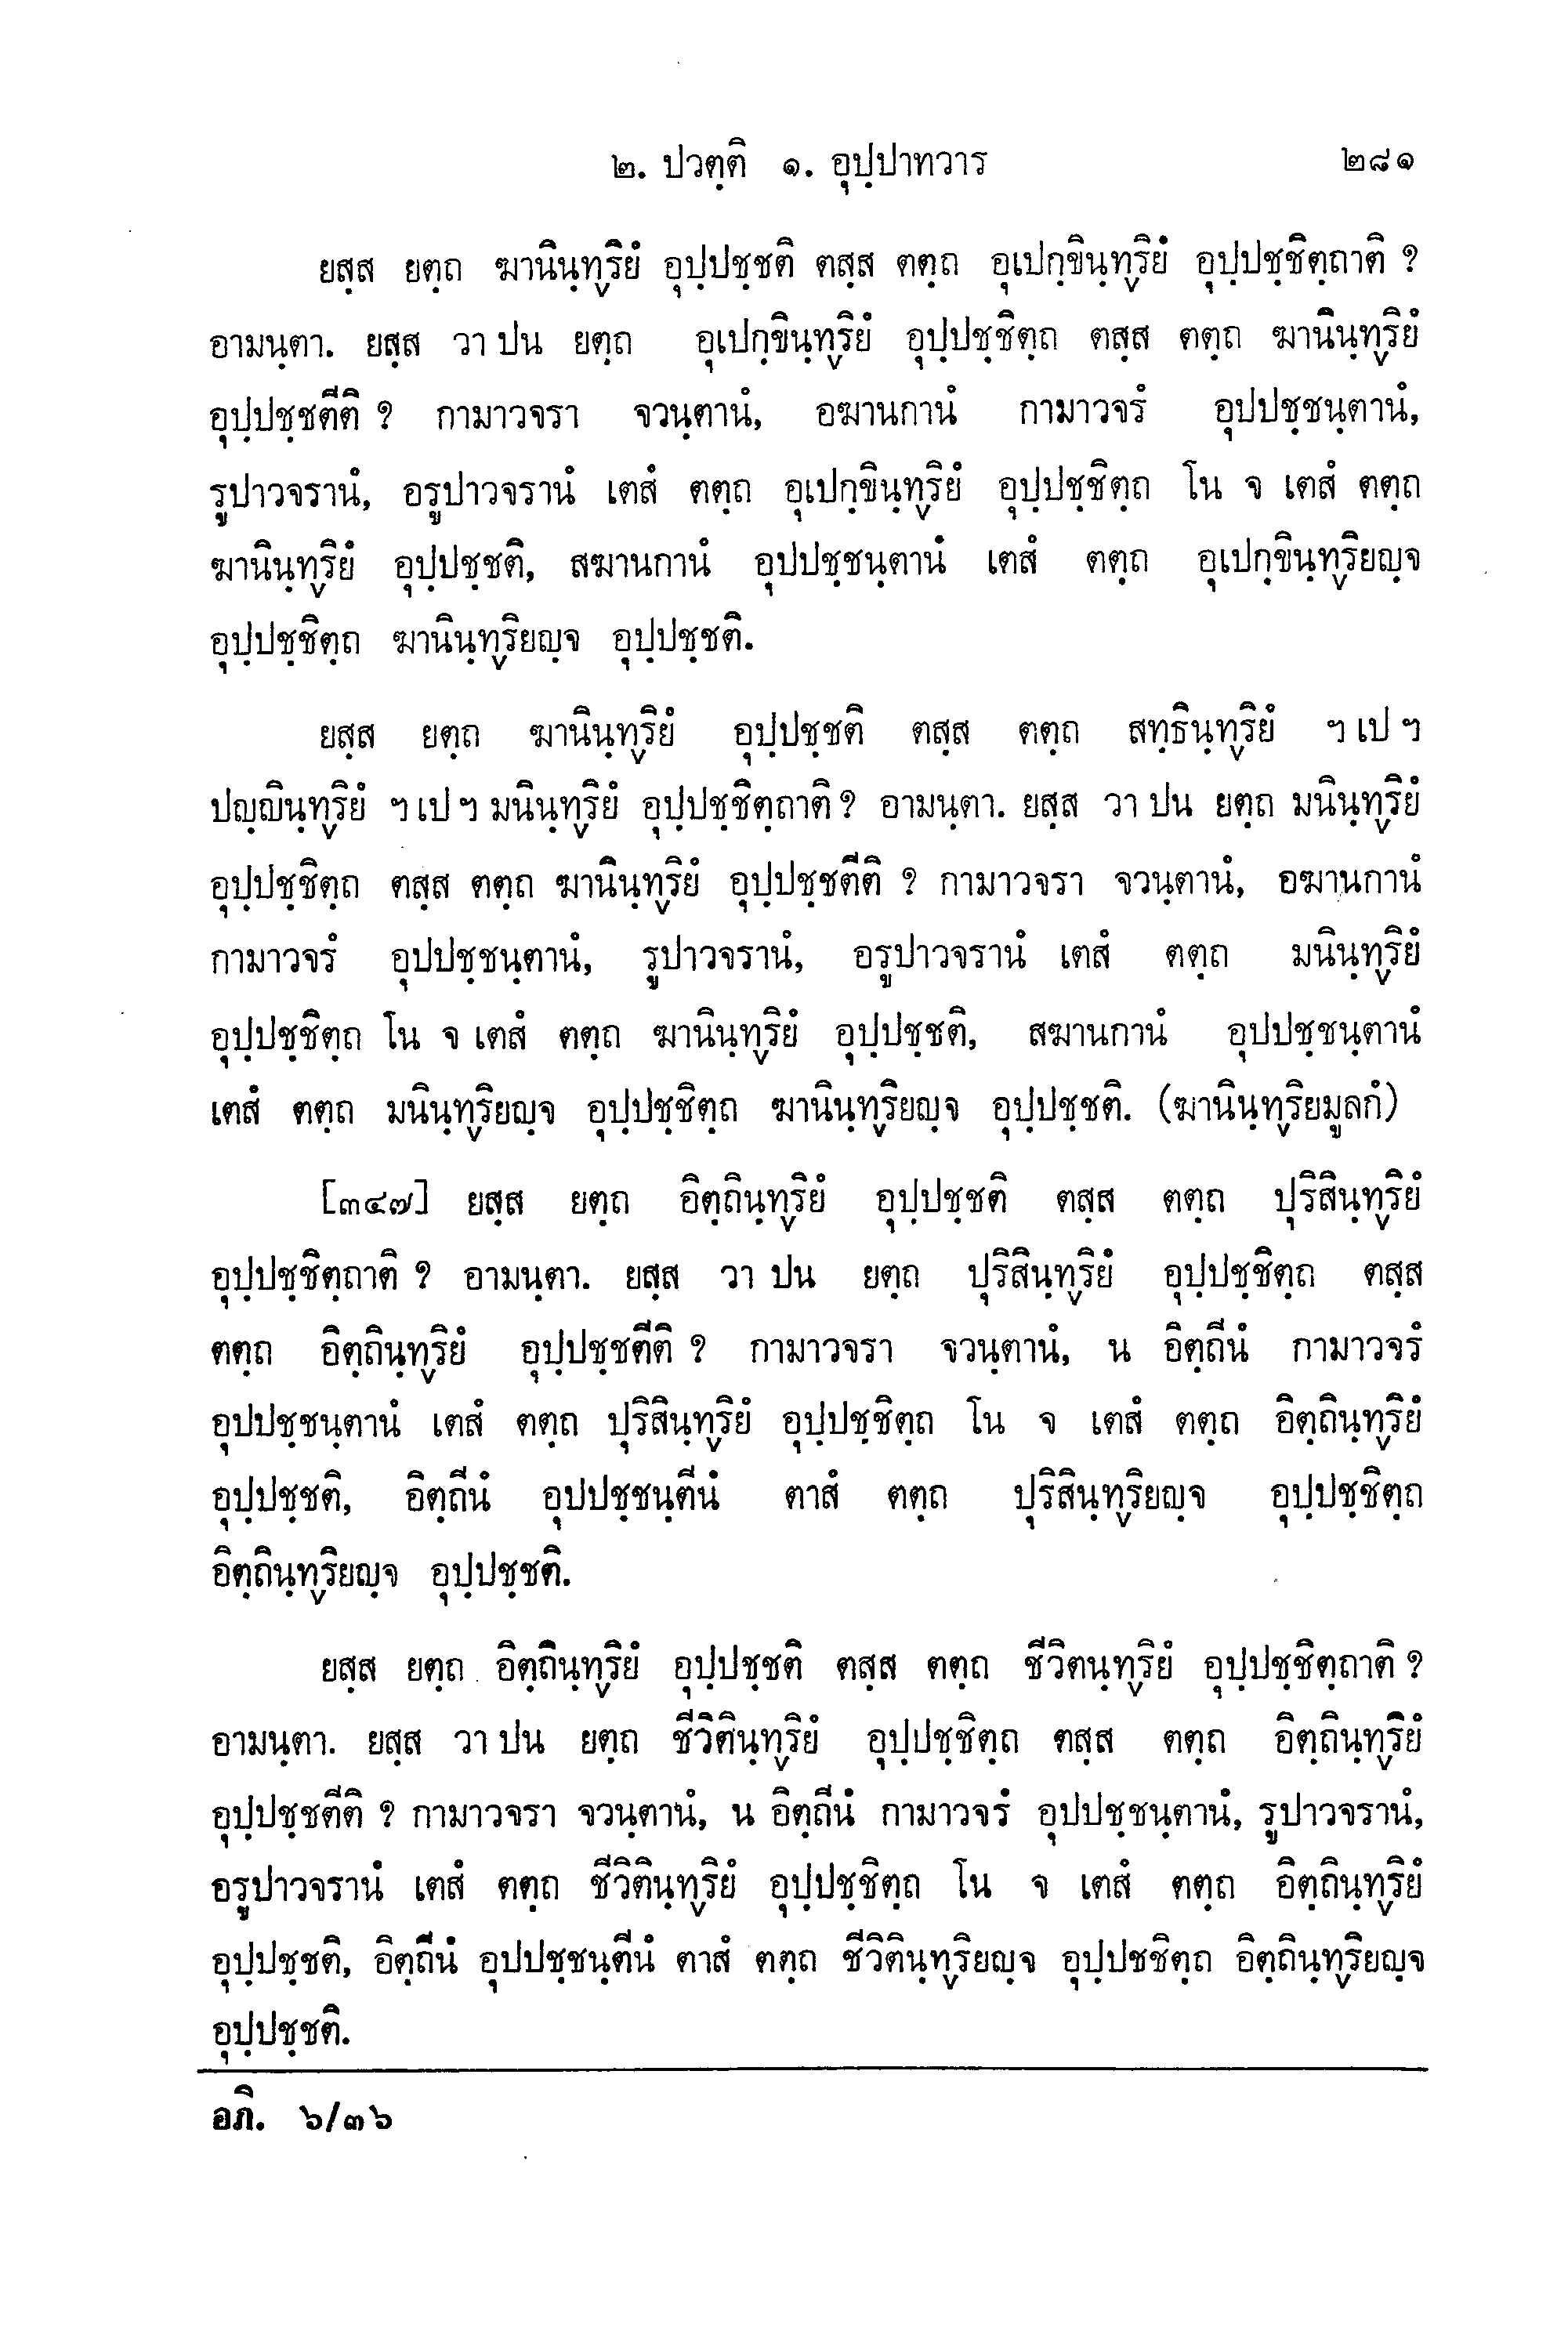 ๒. ปวตฺติ ๑. อุปฺปาทวาร ๒๘๑
ยสฺส ยตฺถ ฆานินฺทฺริยํ อุปฺปชฺชติ ตสฺส ตตฺถ อุเปกฺขินฺทฺริยํ อุปฺปชฺชิตฺถาติ ?
อามนฺตา. ยสฺส วา ปน ยตฺถ อุเปกฺขินฺทฺริยํ อุปฺปชฺชิตฺถ ตสฺส ตตฺถ ฆานินฺทฺริยํ
อุปฺปชฺชตีติ ? กามาวจรา จวนฺตานํ, อฆานกานํ กามาวจรํ อุปปชฺชนฺตานํ,
รูปาวจรานํ, อรูปาวจรานํ เตสํ ตตฺถ อุเปกฺขินฺทฺริยํ อุปฺปชฺชิตฺถ โน จ เตสํ ตตฺถ
ฆานินฺทฺริยํ อุปฺปชฺชติ, สฆานกานํ อุปปชฺชนฺตานํ เตสํ ตตฺถ อุเปกฺขินฺทฺริยญฺจ
อุปฺปชฺชิตฺถ ฆานินฺทฺริยญฺจ อุปฺปชฺชติ.
ยสฺส ยตฺถ ฆานินฺทฺริยํ อุปฺปชฺชติ ตสฺส ตตฺถ สทฺธินฺทฺริยํ ฯ เป ฯ
ปญฺญินฺทฺริยํ ฯ เป ฯ มนินฺทฺริยํ อุปฺปชฺชิตฺถาติ ? อามนฺตา. ยสฺส วา ปน ยตฺถ มนินฺทฺริยํ
อุปฺปชฺชิตฺถ ตสฺส ตตฺถ ฆานินฺทฺริยํ อุปฺปชฺชตีติ ? กามาวจรา จวนฺตานํ, อฆานกานํ
กามาวจรํ อุปปชฺชนฺตานํ, รูปาวจรานํ, อรูปาวจรานํ เตสํ ตตฺถ มนินฺทฺริยํ
อุปฺปชฺชิตฺถ โน จ เตสํ ตตฺถ ฆานินฺทฺริยํ อุปฺปชฺชติ, สฆานกานํ อุปปชฺชนฺตานํ
เตสํ ตตฺถ มนินฺทฺริยญฺจ อุปฺปชฺชิตฺถ ฆานินฺทฺริยญฺจ อุปฺปชฺชติ. (ฆานินฺทฺริยมูลกํ)
[๓๔๗] ยสฺส ยตฺถ อิตฺถินฺทฺริยํ อุปฺปชฺชติ ตสฺส ตตฺถ ปุริสินฺทฺริยํ
อุปฺปชฺชิตฺถาติ ? อามนฺตา. ยสฺส วา ปน ยตฺถ ปุริสินฺทฺริยํ อุปฺปชฺชิตฺถ ตสฺส
ตตฺถ อิตฺถินฺทฺริยํ อุปฺปชฺชตีติ ? กามาวจรา จวนฺตานํ, น อิตฺถีนํ กามาวจรํ
อุปปชฺชนฺตานํ เตสํ ตตฺถ ปุริสินฺทฺริยํ อุปฺปชฺชิตฺถ โน จ เตสํ ตตฺถ อิตฺถินฺทฺริยํ
อุปฺปชฺชติ, อิตฺถีนํ อุปปชฺชนฺตีนํ ตาสํ ตตฺถ ปุริสินฺทฺริยญฺจ อุปฺปชฺชิตฺถ
อิตฺถินฺทฺริยญฺจ อุปฺปชฺชติ.
ยสฺส ยตฺถ อิตฺถินฺทฺริยํ อุปฺปชฺชติ ตสฺส ตตฺถ ชีวิตนฺทฺริยํ อุปฺปชฺชิตฺถาติ ?
อามนฺตา. ยสฺส วา ปน ยตฺถ ชีวิตินฺทฺริยํ อุปฺปชฺชิตฺถ ตสฺส ตตฺถ อิตฺถินฺทฺริยํ
อุปฺปชฺชตีติ ? กามาวจรา จวนฺตานํ, น อิตฺถีนํ กามาวจรํ อุปปชฺชนฺตานํ, รูปาวจรานํ,
อรูปาวจรานํ เตสํ ตตฺถ ชีวิตินฺทฺริยํ อุปฺปชฺชิตฺถ โน จ เตสํ ตตฺถ อิตฺถินฺทฺริยํ
อุปฺปชฺชติ, อิตฺถีนํ อุปปชฺชนฺตีนํ ตาสํ ตตฺถ ชีวิตินฺทฺริยญฺจ อุปฺปชชิตฺถ อิตฺถินฺทฺริยญฺจ
อุปฺปชฺชติ.
อภิ. ๖/๓๖